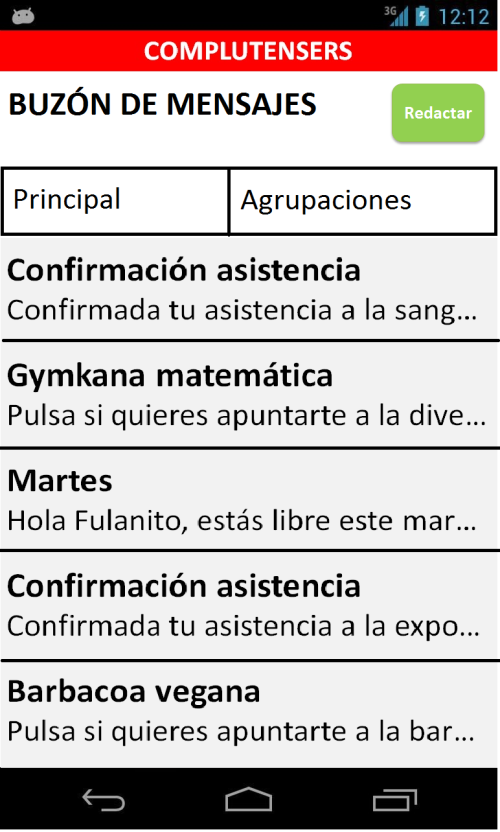 3G 12:12
COMPLUTENSERS
BUZÓN DE MENSAJES
Redactar
Principal
Agrupaciones
Confirmación asistencia
Confirmada tu asistencia a la sang...
Gymkana matemática
Pulsa si quieres apuntarte a la dive...
Martes
Hola Fulanito, estás libre este mar...
Confirmación asistencia
Confirmada tu asistencia a la expo...
Barbacoa vegana
Pulsa si quieres apuntarte a la bar...